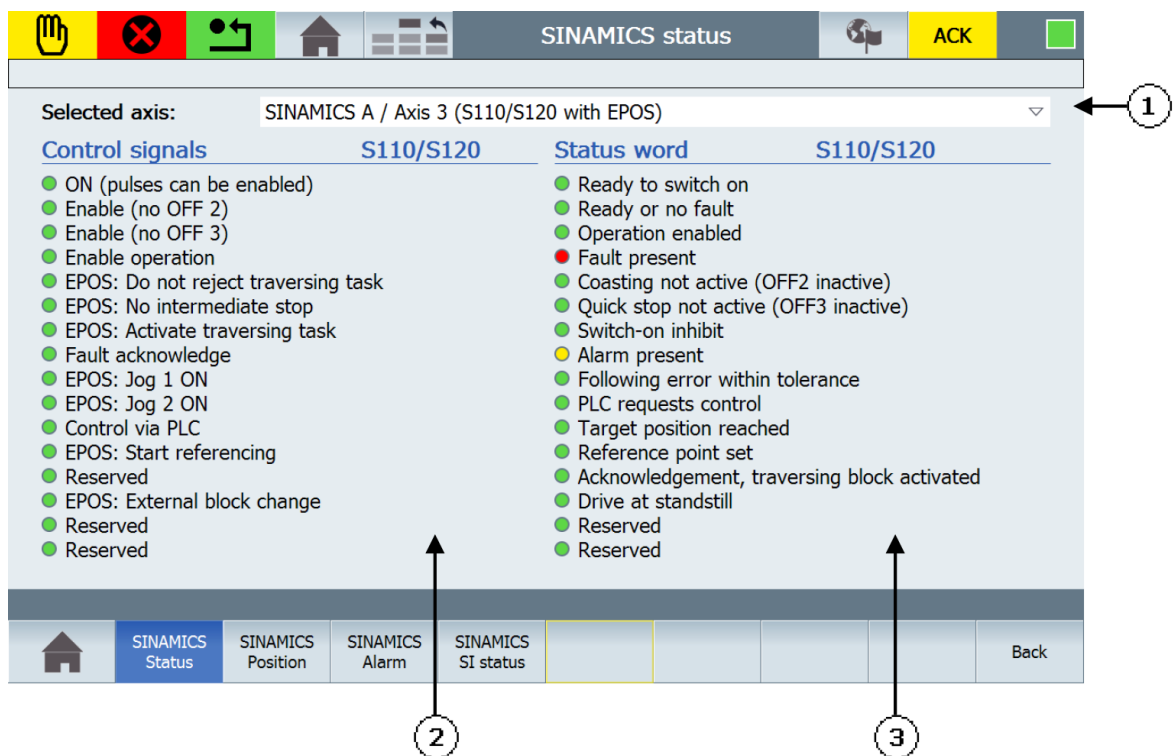 SINAMICS status
ACK
Selected axis:
SINAMICS A / Axis 3 (S110/S120 with EPOS)
1
Control signals S110/S120
ON (pulses can be enabled)
Enable (no OFF 2)
Enable (no OFF 3)
Enable operation
EPOS: Do not reject traversing task
EPOS: No intermediate stop
EPOS: Activate traversing task
Fault acknowledge
EPOS: Jog 1 ON
EPOS: Jog 2 ON
Control via PLC
EPOS: Start referencing
Reserved
EPOS: External block change
Reserved
Reserved
Status word S110/S120
Ready to switch on
Ready or no fault
Operation enabled
Fault present
Coasting not active (OFF2 inactive)
Quick stop not active (OFF3 inactive)
Switch-on inhibit
Alarm present
Following error within tolerance
PLC requests control
Target position reached
Reference point set
Acknowledgement, traversing block activated
Drive at standstill
Reserved
Reserved
SINAMICS
Status
SINAMICS
Position
SINAMICS
Alarm
SINAMICS
SI status
Back
2
3